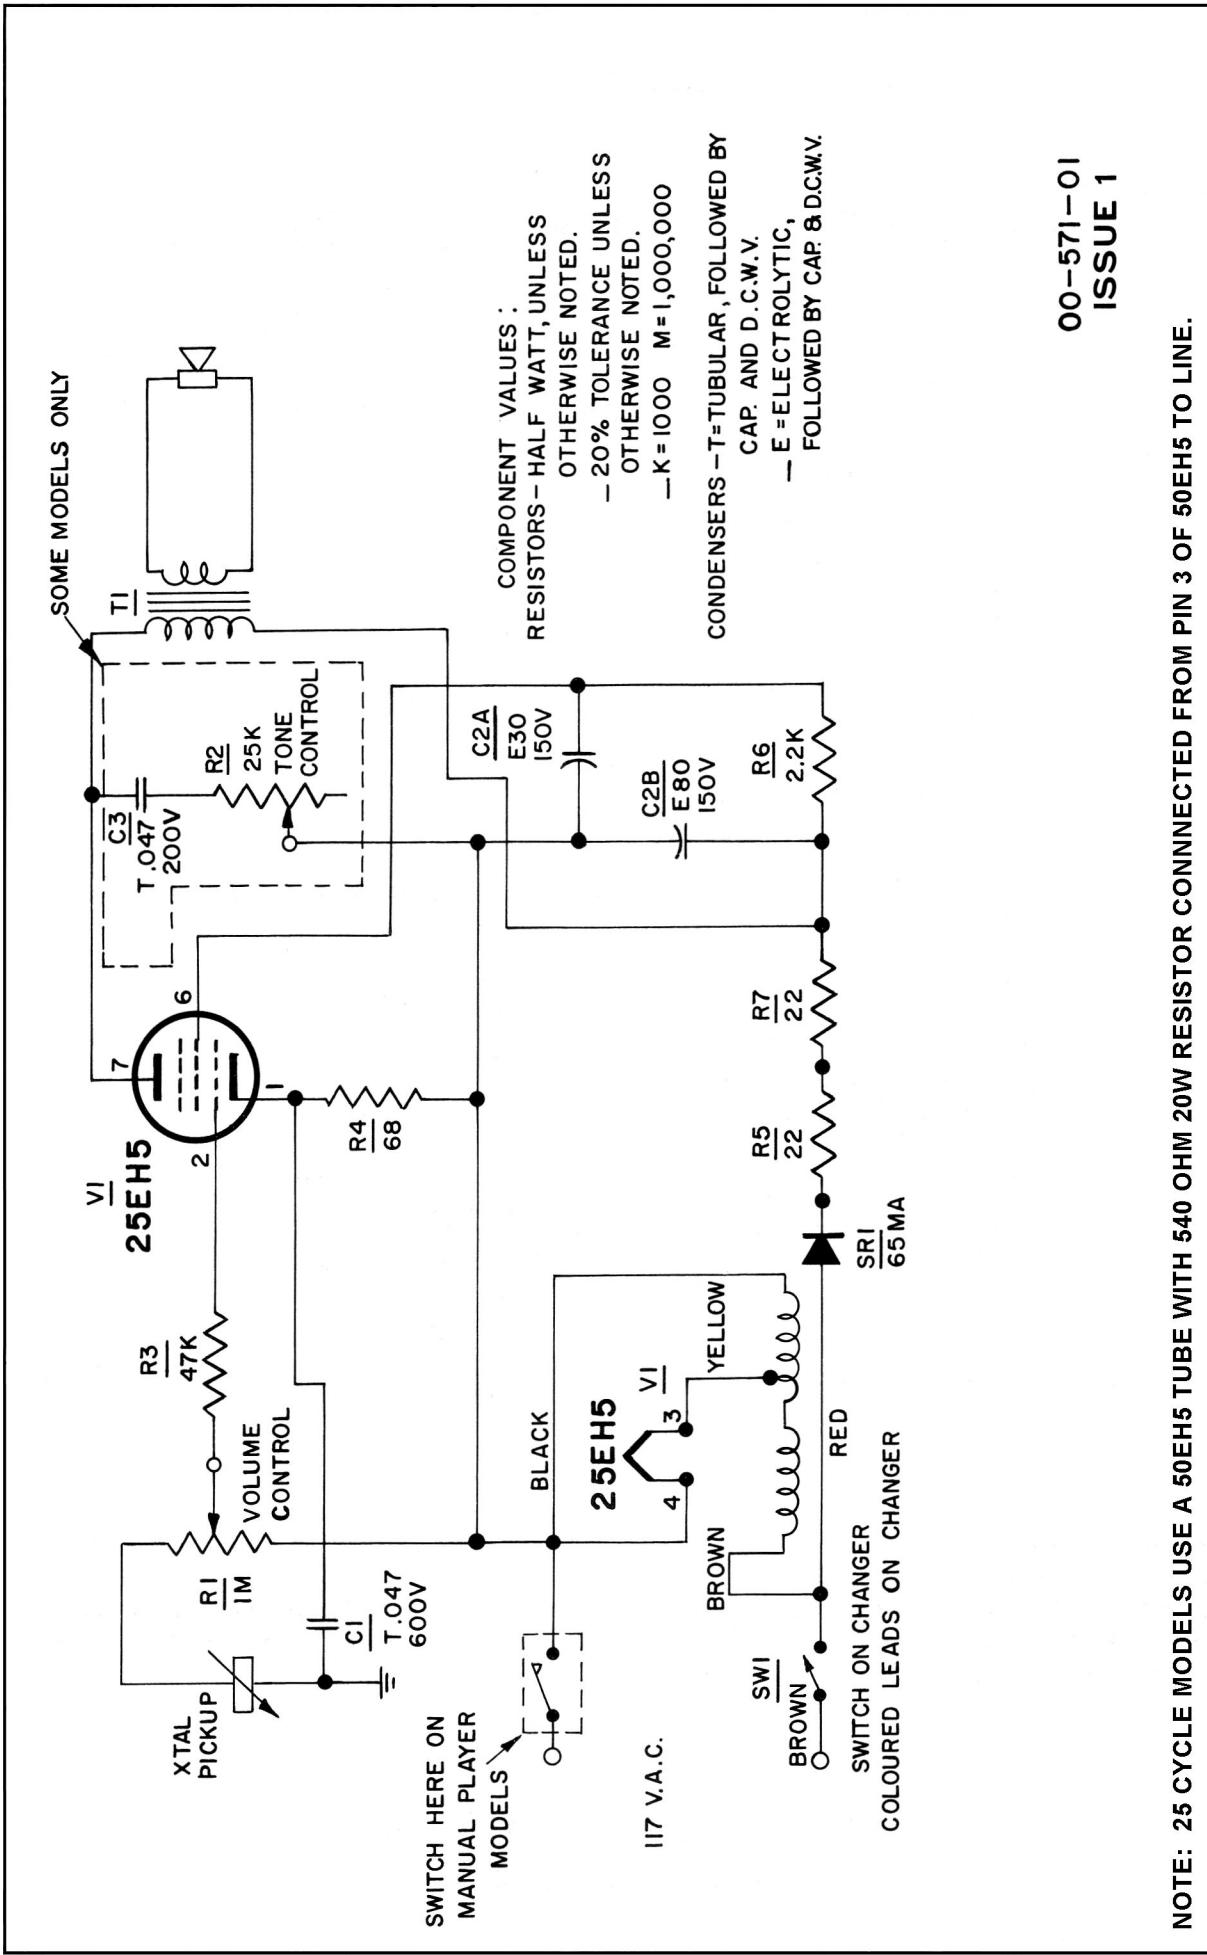 SOME MODELS ONLY
T1
C3
T.047
200V
R2
25K
TONE
CONTROL
V1
25EH5
7
6
2
1
R3
47K
R4
68
R1
1M
VOLUME
CONTROL
XTAL
PICKUP
C1
T.047
600V
C2A
E30
150V
C2B
E80
150V
R6
2.2K
R7
22
R5
22
SR1
65MA
SWITCH HERE ON
MANUAL PLAYER
MODELS
117 V.A.C.
BLACK
25EH5
V1
4
3
YELLOW
BROWN
RED
SW1
BROWN
SWITCH ON CHANGER
COLOURED LEADS ON CHANGER
COMPONENT VALUES:
RESISTORS-HALF WATT, UNLESS
OTHERWISE NOTED.
- 20% TOLERANCE UNLESS
OTHERWISE NOTED.
-K=1000 M=1,000,000
CONDENSERS-T=TUBULAR, FOLLOWED BY
CAP. AND D.C.W.V.
- E=ELECTROLYTIC,
FOLLOWED BY CAP. & D.C.W.V.
00-571-01
ISSUE 1
NOTE: 25 CYCLE MODELS USE A 50EH5 TUBE WITH 540 OHM 20W RESISTOR CONNECTED FROM PIN 3 OF 50EH5 TO LINE.